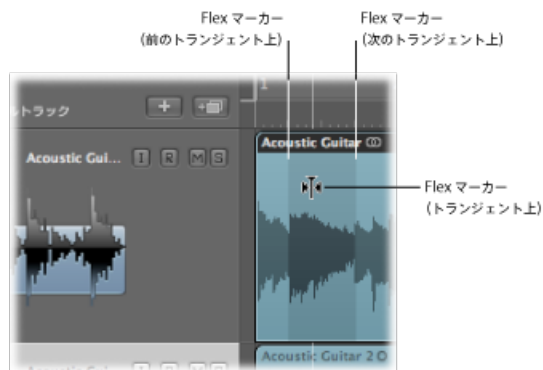 Flex マーカー
(前のトランジェント上)
Flex マーカー
(次のトランジェント上)
1
ルトラック
Acoustic Gui...
I R M S
Acoustic Guitar
Flex マーカー
(トランジェント上)
Acoustic Guitar 2